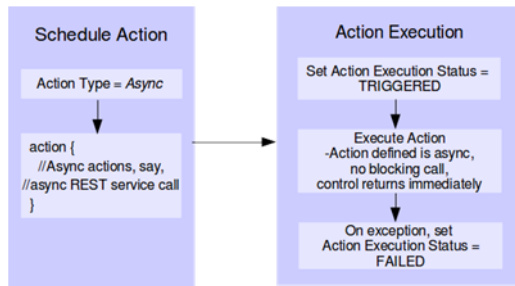 Schedule Action
Action Type = Async
action {
//Async actions, say,
//async REST service call
}
Action Execution
Set Action Execution Status =
TRIGGERED
Execute Action
-Action defined is async,
no blocking call,
control returns immediately
On exception, set
Action Execution Status =
FAILED